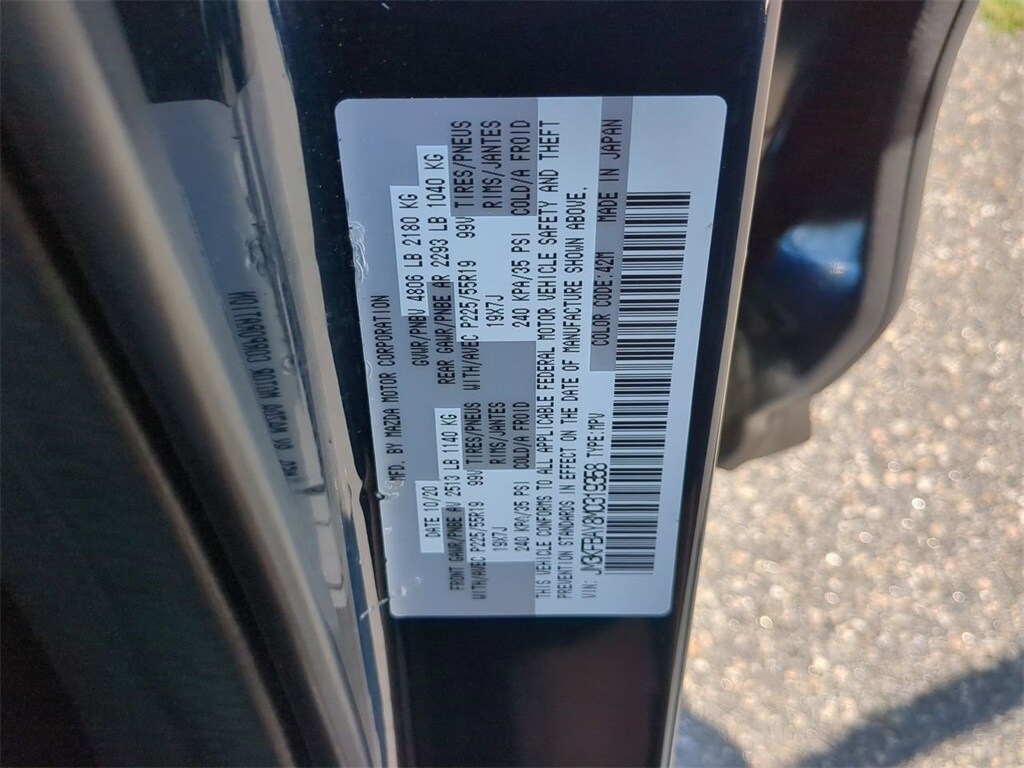 MFD. BY MAZDA MOTOR CORPORATION
DATE 10/20 GVWR/PNBV 4806 LB 2180 KG
FRONT GAWR/PNBE AV 2513 LB 1140 KG REAR GAWR/PNBE AR 2293 LB 1040 KG
WITH/AVEC P225/55R19 99V TIRES/PNEUS WITH/AVEC P225/55R19 99V TIRES/PNEUS
19X7J RIMS/JANTES 19X7J RIMS/JANTES
240 KPA/35 PSI COLD/A FROID 240 KPA/35 PSI COLD/A FROID
THIS VEHICLE CONFORMS TO ALL APPLICABLE FEDERAL MOTOR VEHICLE SAFETY AND THEFT
PREVENTION STANDARDS IN EFFECT ON THE DATE OF MANUFACTURE SHOWN ABOVE.
VIN: JM3KFBAY8M0319358 TYPE:MPV COLOR CODE:42M MADE IN JAPAN